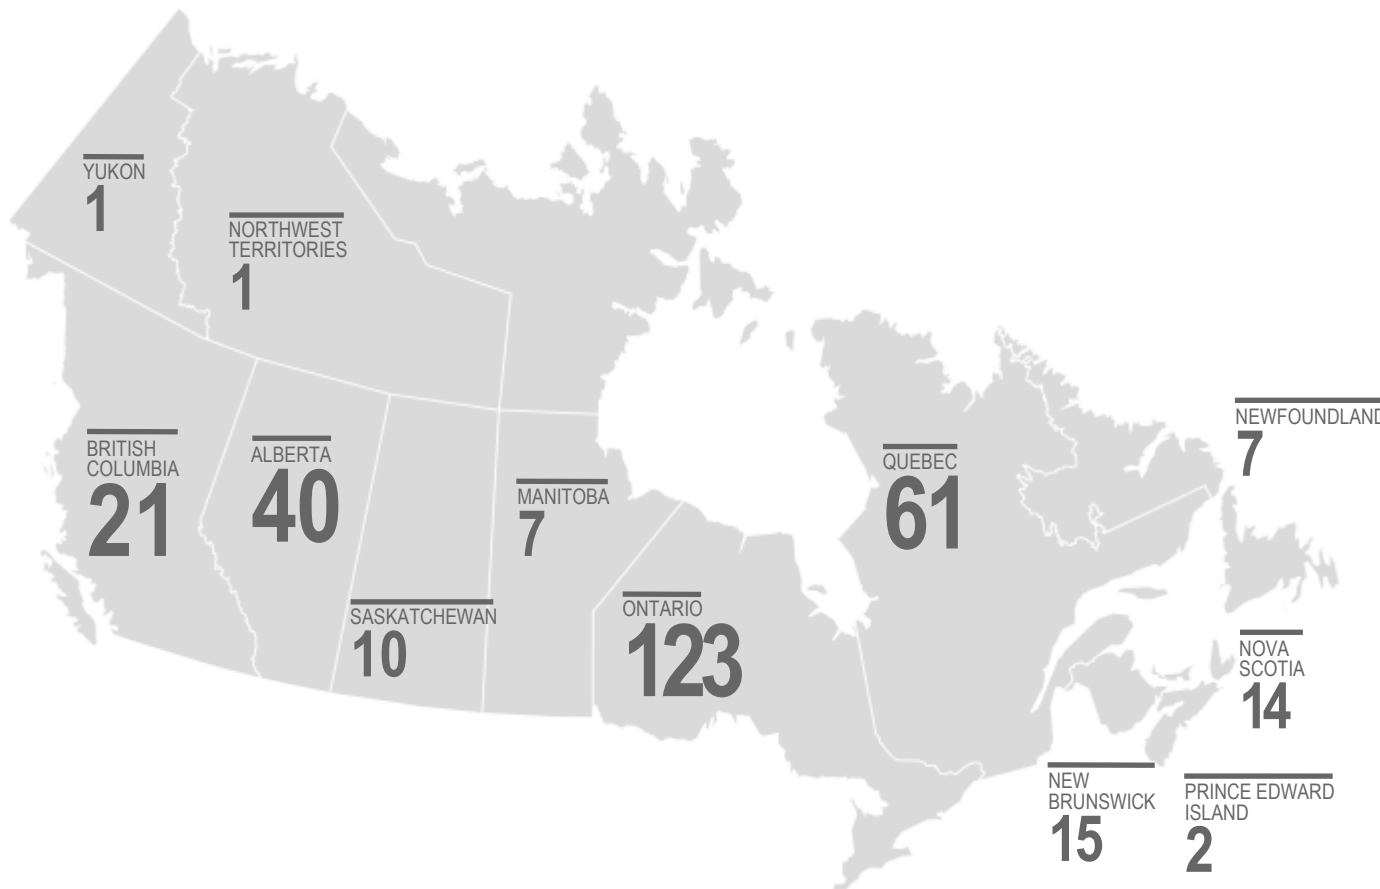 YUKON
1
NORTHWEST
TERRITORIES
1
BRITISH
COLUMBIA
21
ALBERTA
40
SASKATCHEWAN
10
MANITOBA
7
ONTARIO
123
QUEBEC
61
NEWFOUNDLAND
7
NOVA
SCOTIA
14
NEW
BRUNSWICK
15
PRINCE EDWARD
ISLAND
2